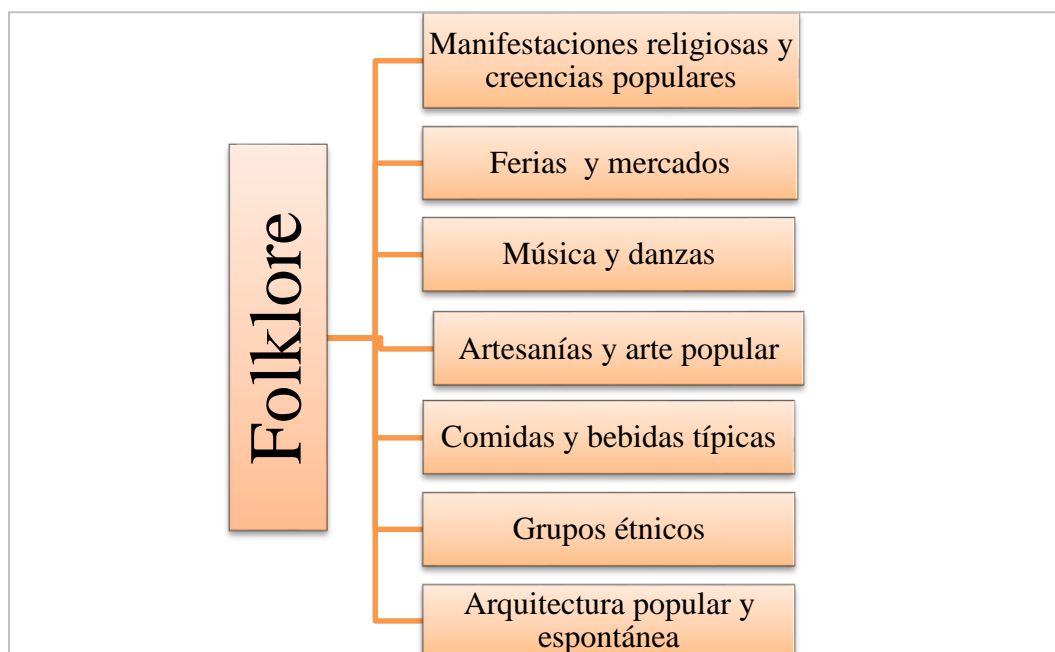 Folklore
Manifestaciones religiosas y
creencias populares
Ferias y mercados
Música y danzas
Artesanías y arte popular
Comidas y bebidas típicas
Grupos étnicos
Arquitectura popular y
espontánea